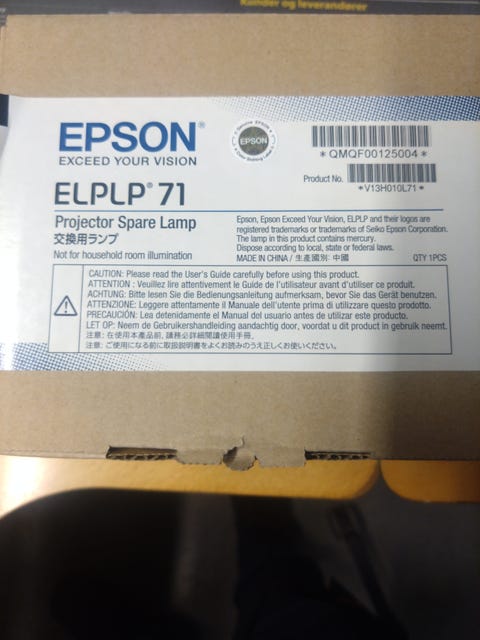 Kunder og leverandører
EPSON®
EXCEED YOUR VISION
EPSON
*QMQF00125004*
Product No.
*V13H010L71*
ELPLP® 71
Projector Spare Lamp
交換用ランプ
Not for household room illumination
Epson, Epson Exceed Your Vision, ELPLP and their logos are
registered trademarks or trademarks of Seiko Epson Corporation.
The lamp in this product contains mercury.
Dispose according to local, state or federal laws.
MADE IN CHINA / 生產國別: 中國
QTY 1PCS
CAUTION: Please read the User's Guide carefully before using this product.
ATTENTION : Veuillez lire attentivement le Guide de l'utilisateur avant d'utiliser ce produit.
ACHTUNG: Bitte lesen Sie die Bedienungsanleitung aufmerksam, bevor Sie das Gerät benutzen.
ATTENZIONE: Leggere attentamente il Manuale dell'utente prima di utilizzare questo prodotto.
PRECAUCIÓN: Lea detenidamente el Manual del usuario antes de utilizar este producto.
LET OP: Neem de Gebruikershandleiding aandachtig door, voordat u dit product in gebruik neemt.
注意: 在使用本產品前, 請務必詳細閱讀使用手冊.
注意: ご使用になる前に取扱説明書をよくお読みのうえ正しくお使いください。